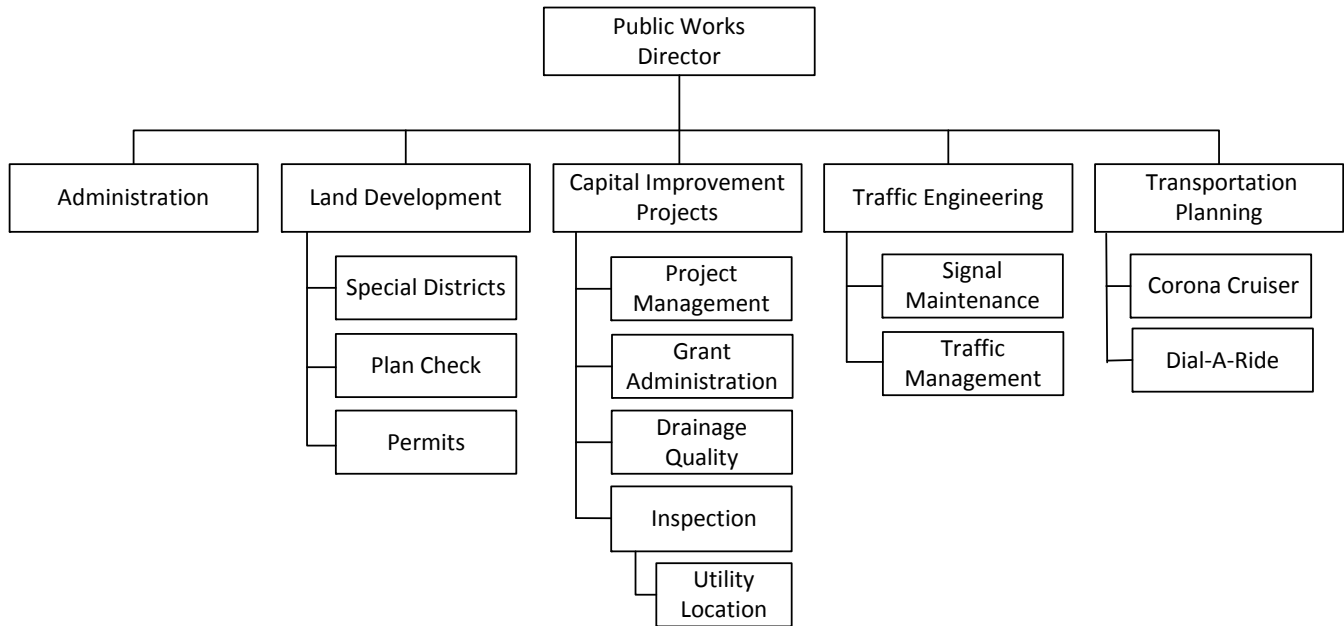 Public Works
Director
Administration
Land Development
Capital Improvement
Projects
Traffic Engineering
Transportation
Planning
Special Districts
Plan Check
Permits
Project
Management
Grant
Administration
Drainage
Quality
Inspection
Utility
Location
Signal
Maintenance
Traffic
Management
Corona Cruiser
Dial-A-Ride